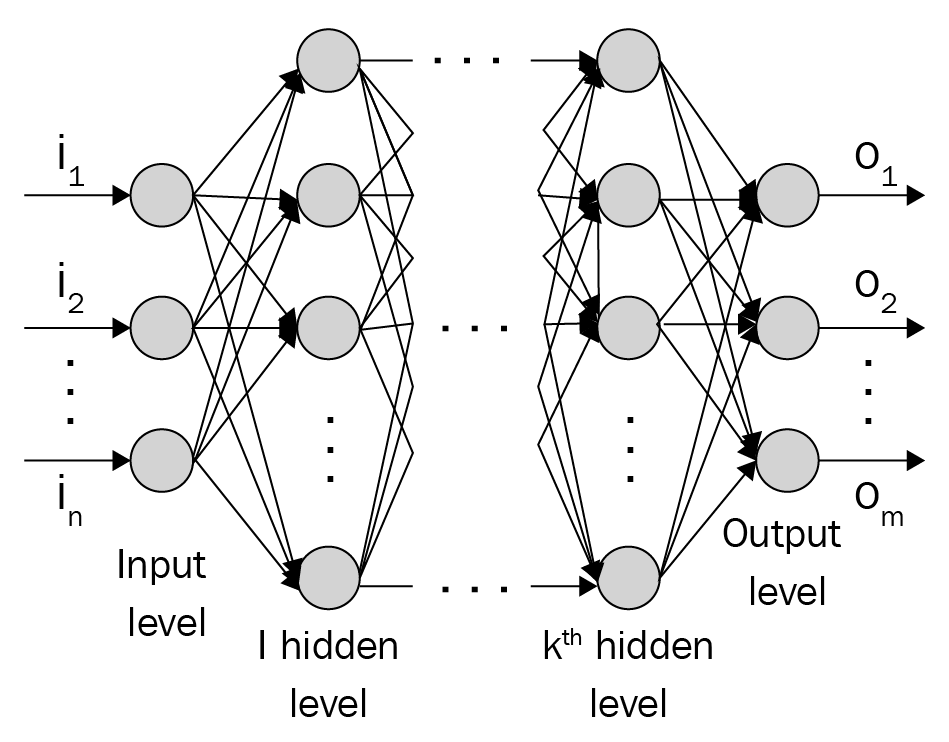 i1
i2
in
o1
o2
om
Input
level
I hidden
level
kth hidden
level
Output
level